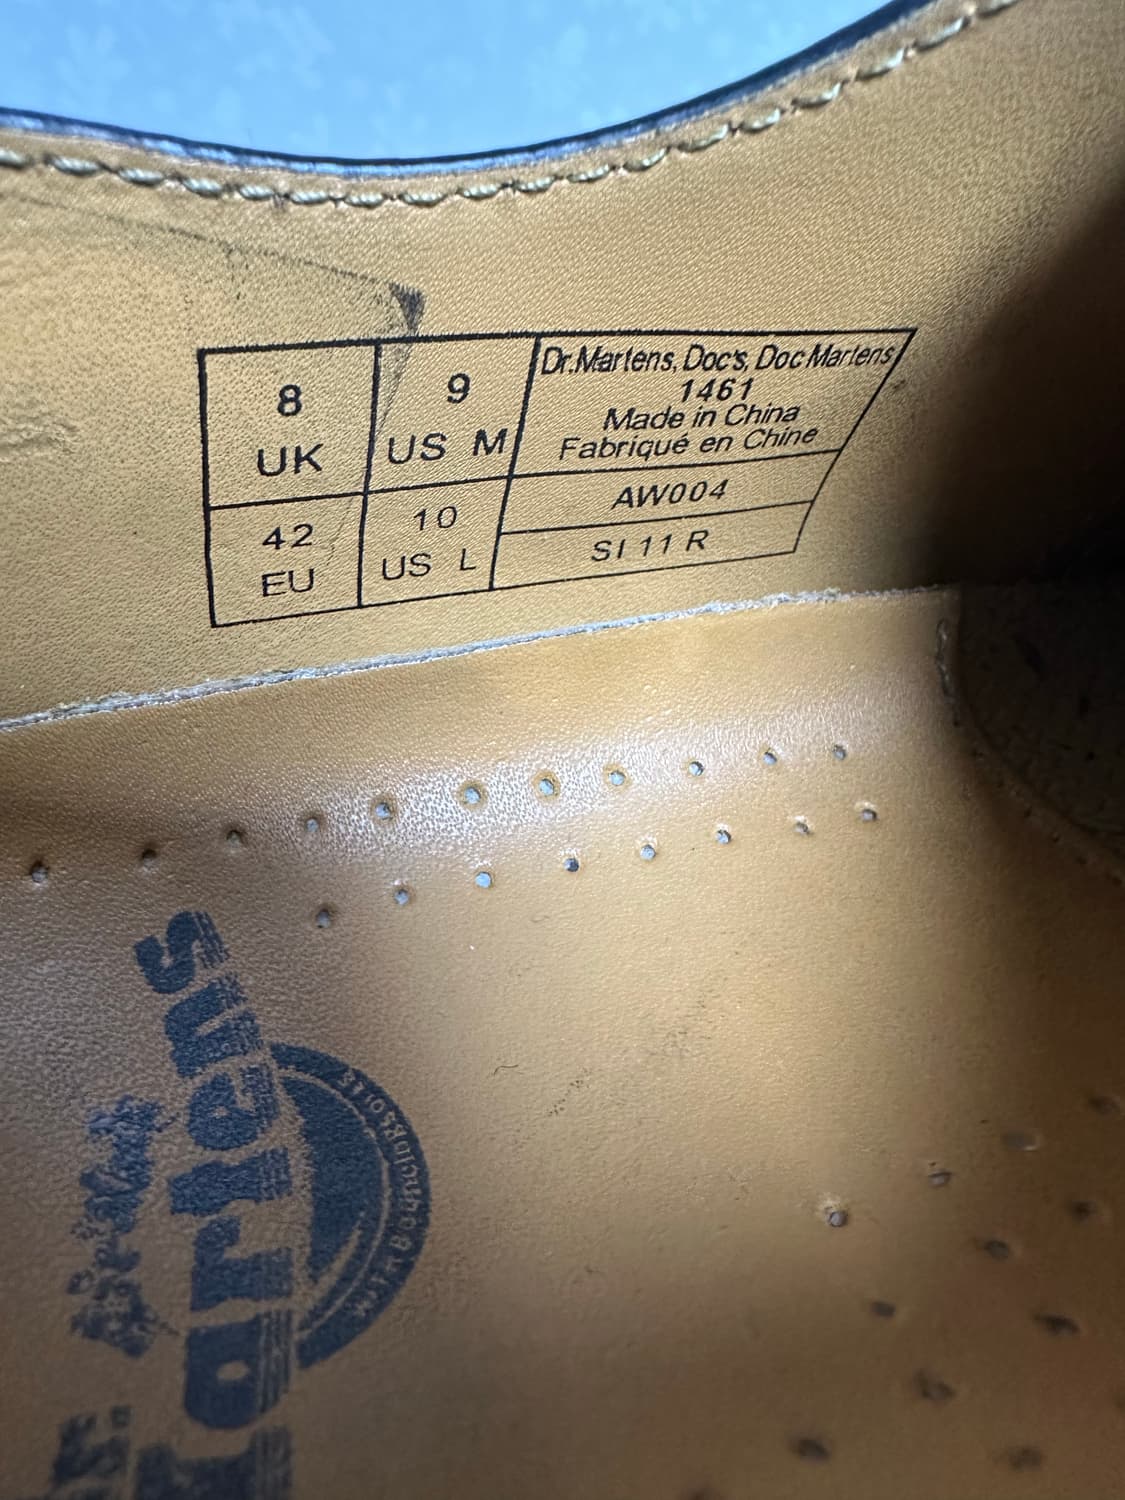 8
UK
9
US M
42
EU
10
US L
Dr.Martens, Doc's, Doc Martens
1461
Made in China
Fabriqué en Chine
AW004
SI 11 R
Martens